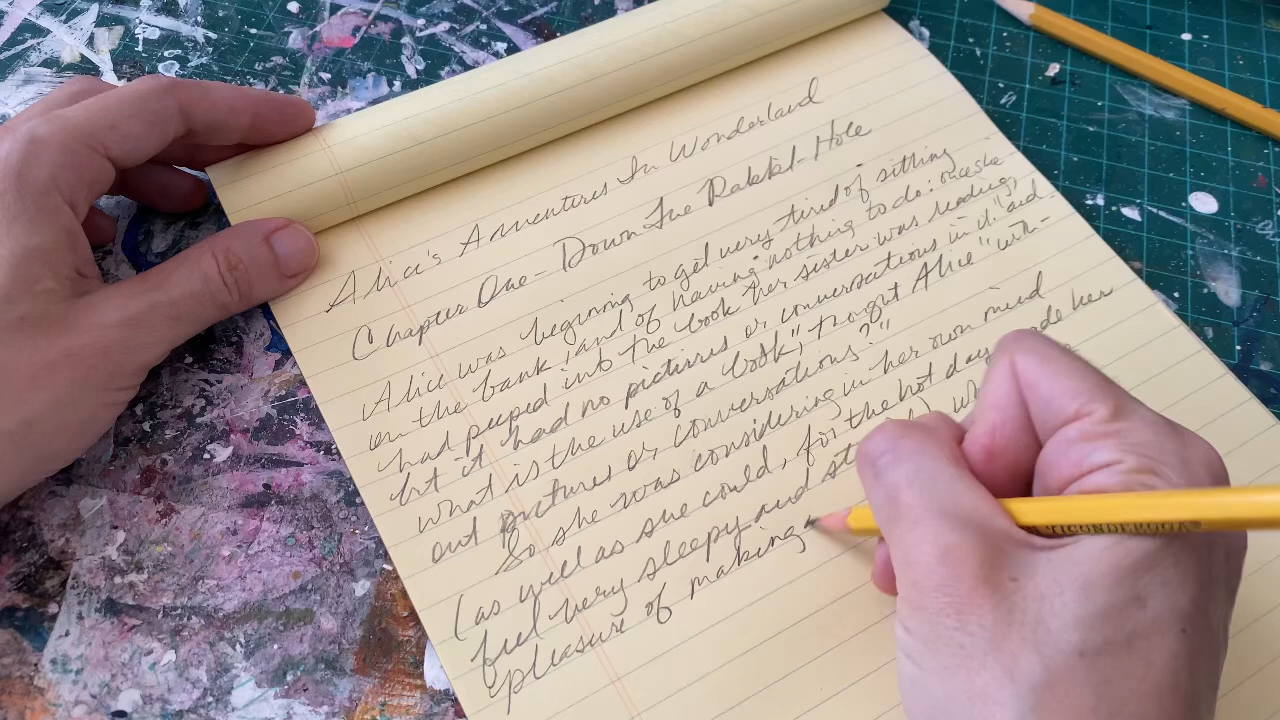 Alice's Adventures In Wonderland
Chapter One - Down The Rabbit-Hole
Alice was beginning to get very tired of sitting
on the bank, and of having nothing to do: once she
had peeped into the book her sister was reading,
but it had no pictures or conversations in it, "and
what is the use of a book," thought Alice "with-
out pictures or conversations?"
So she was considering in her own mind
(as well as she could, for the hot day made her
feel very sleepy and
pleasure of making
TICONDEROGA